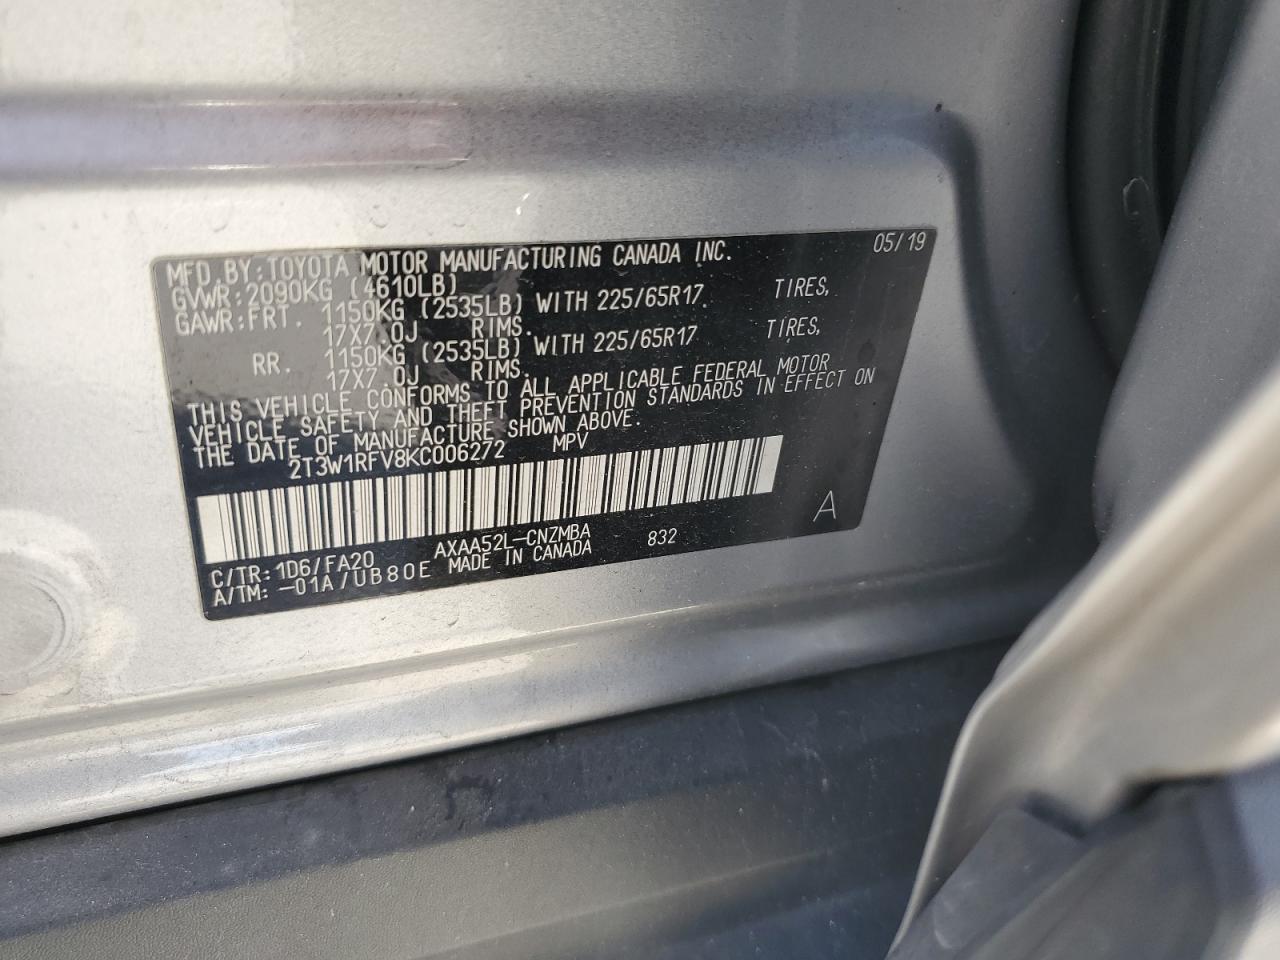 MFD.BY:TOYOTA MOTOR MANUFACTURING CANADA INC. 05/19
GVWR:2090KG (4610LB)
GAWR:FRT. 1150KG (2535LB) WITH 225/65R17 TIRES,
17X7.0J RIMS.
RR. 1150KG (2535LB) WITH 225/65R17 TIRES,
17X7.0J RIMS.
THIS VEHICLE CONFORMS TO ALL APPLICABLE FEDERAL MOTOR
VEHICLE SAFETY AND THEFT PREVENTION STANDARDS IN EFFECT ON
THE DATE OF MANUFACTURE SHOWN ABOVE.
2T3W1RFV8KC006272 MPV
A
C/TR:1D6/FA20 AXAA52L-CNZMBA 832
A/TM:-01A/UB80E MADE IN CANADA